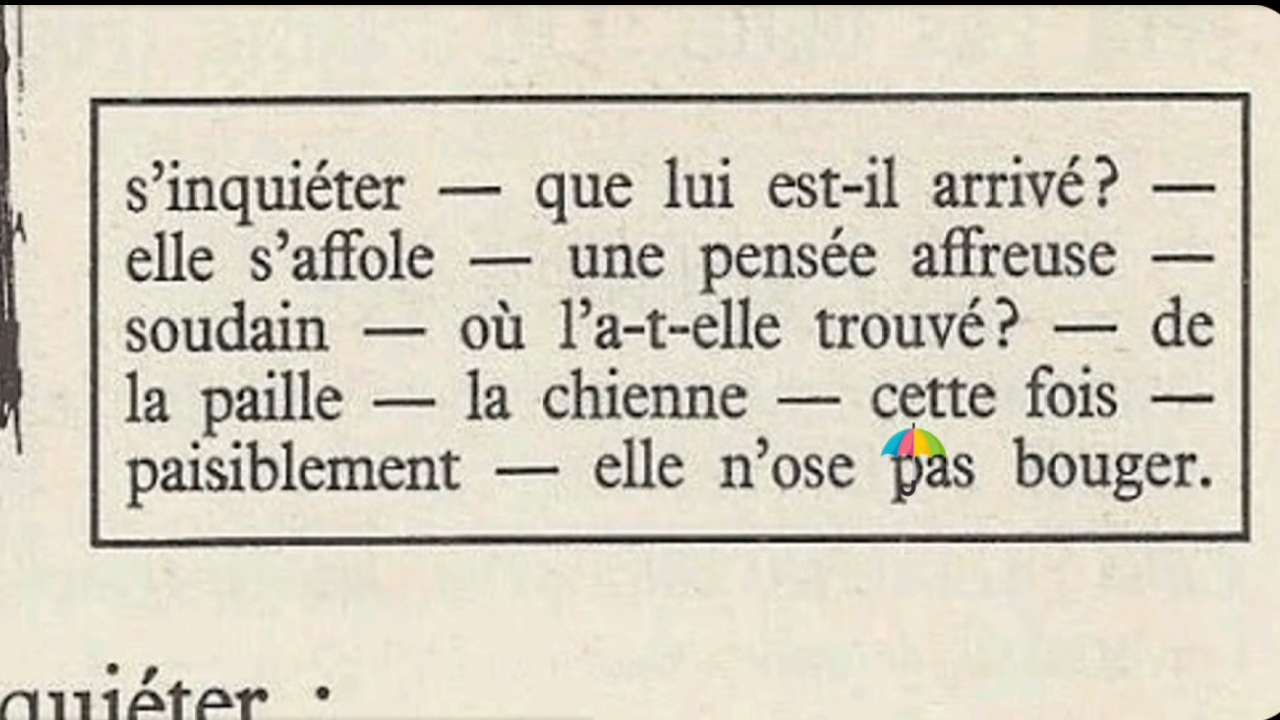 s'inquiéter — que lui est-il arrivé? —
elle s'affole — une pensée affreuse —
soudain — où l'a-t-elle trouvé? — de
la paille — la chienne — cette fois —
paisiblement — elle n'ose pas bouger.
quiéter :